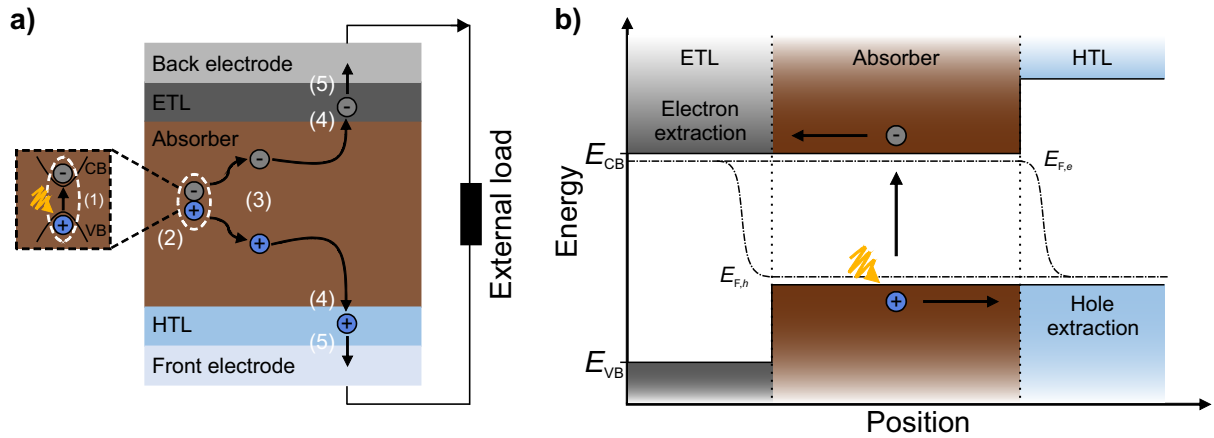 a)
Back electrode
(5)
ETL
-
(4)
Absorber
-
CB
-
(1)
-
(3)
+
+
VB
(2)
+
(4)
HTL
+
(5)
Front electrode
External load
b)
ETL
Absorber
HTL
Electron
extraction
-
E_CB
E_F,e
Energy
E_F,h
+
Hole
extraction
E_VB
Position